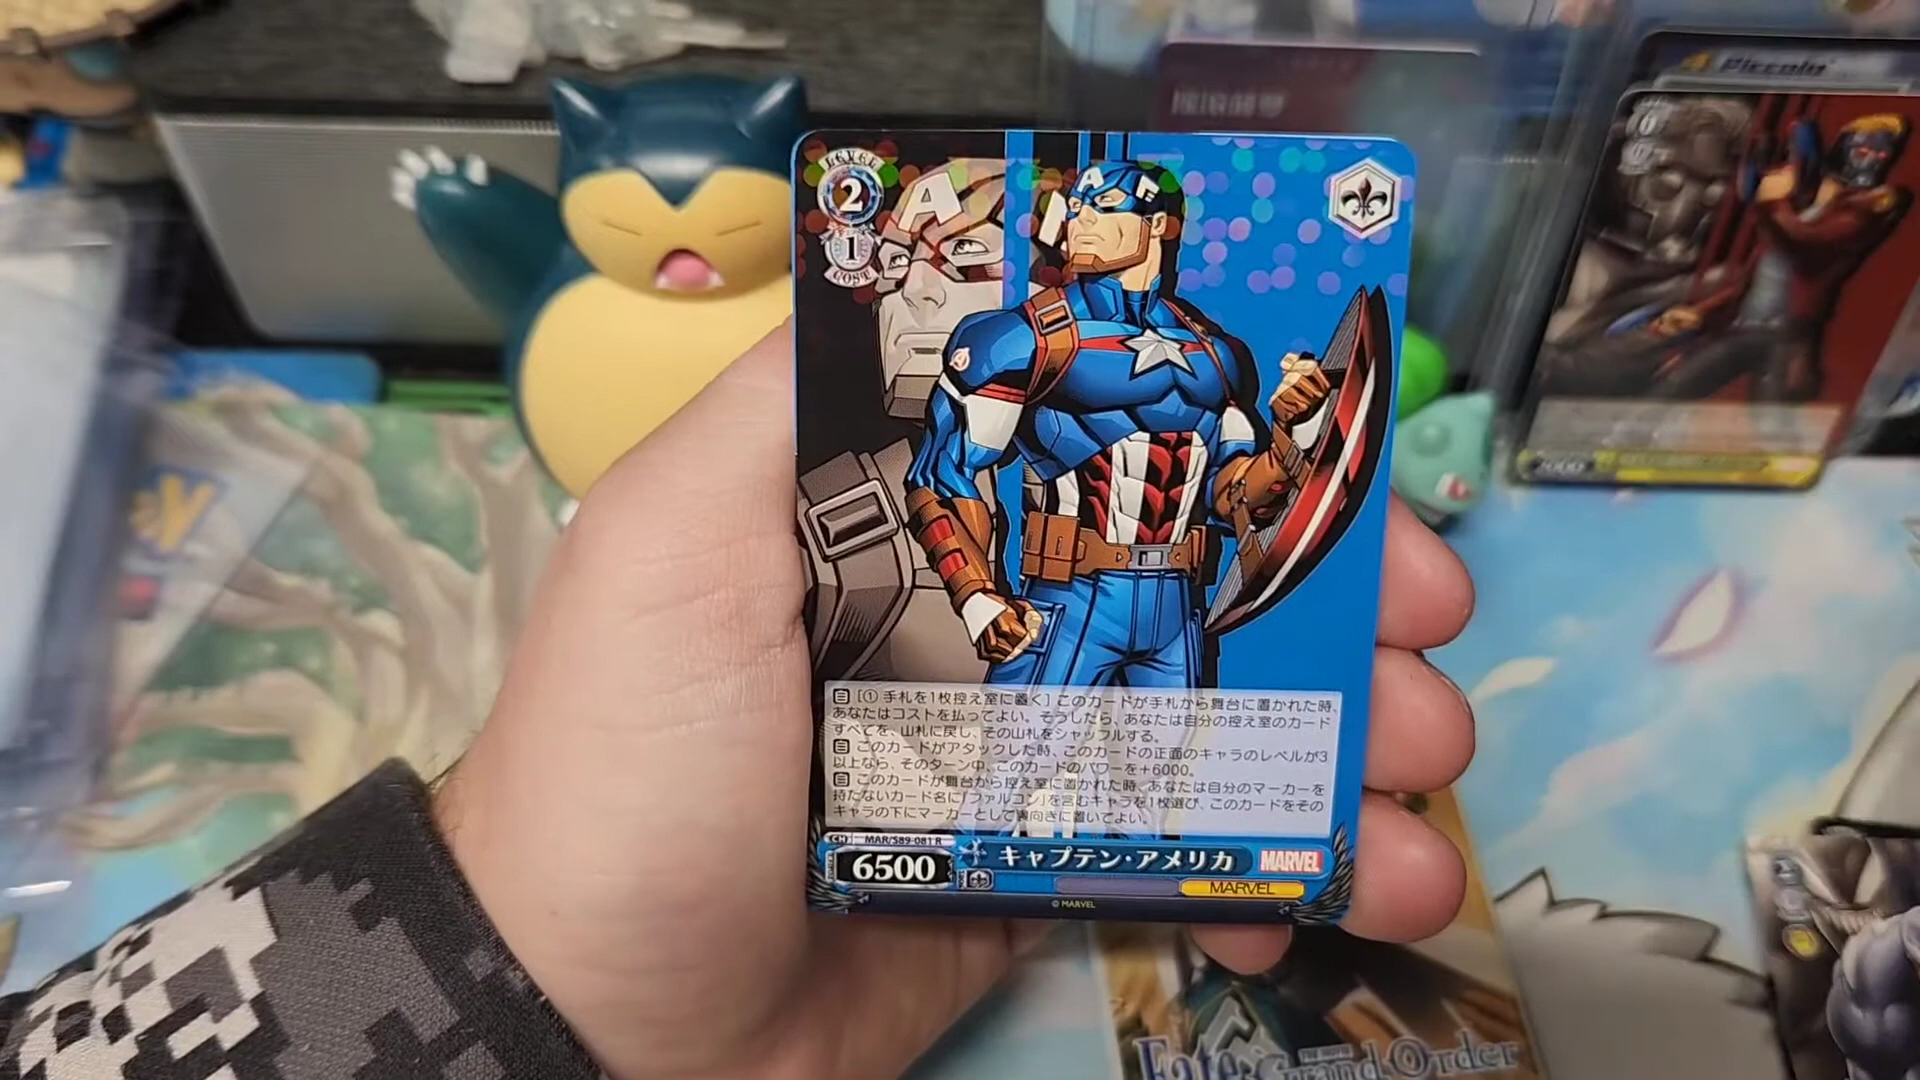 Piccolo
LEVEL
2
1
COST
[① 手札を1枚控え室に置く] このカードが手札から舞台に置かれた時、
あなたはコストを払ってよい。そうしたら、あなたは自分の控え室のカード
すべてを、山札に戻し、その山札をシャッフルする。
このカードがアタックした時、このカードの正面のキャラのレベルが3
以上なら、そのターン中、このカードのパワーを+6000。
このカードが舞台から控え室に置かれた時、あなたは自分のマーカーを
持たないカード名に「ファルコン」を含むキャラを1枚選び、このカードをその
キャラの下にマーカーとして裏向きに置いてよい。
CH MAR/S89-081 R
6500 キャプテン・アメリカ MARVEL
MARVEL
© MARVEL
Fate Grand Order